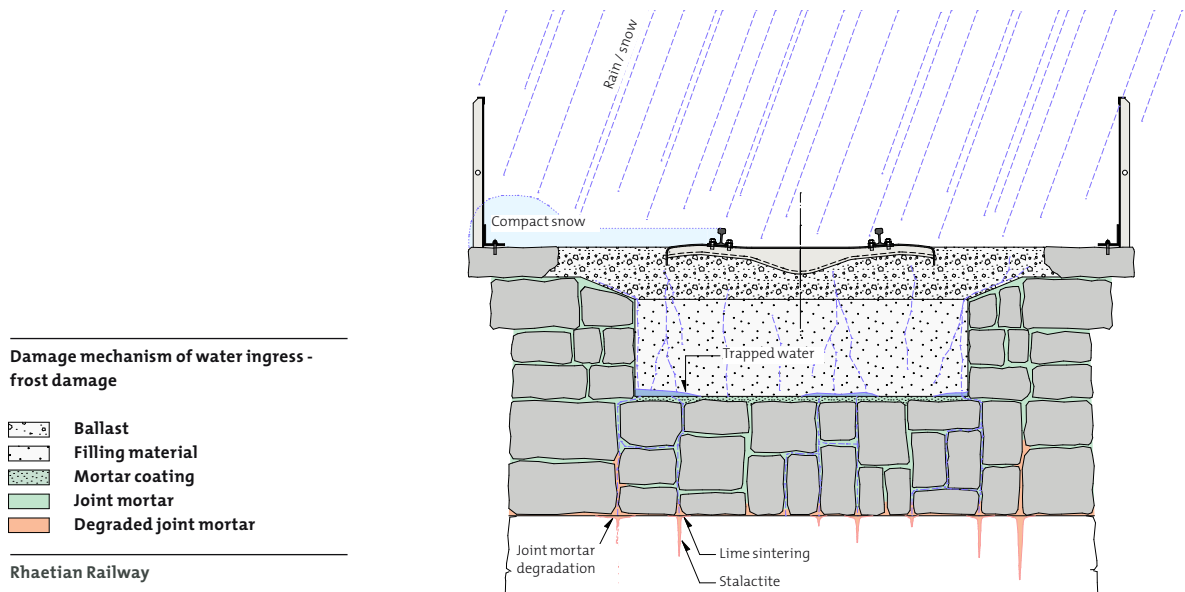 Rain / snow
Compact snow
Trapped water
Damage mechanism of water ingress -
frost damage
Ballast
Filling material
Mortar coating
Joint mortar
Degraded joint mortar
Rhaetian Railway
Joint mortar
degradation
Lime sintering
Stalactite